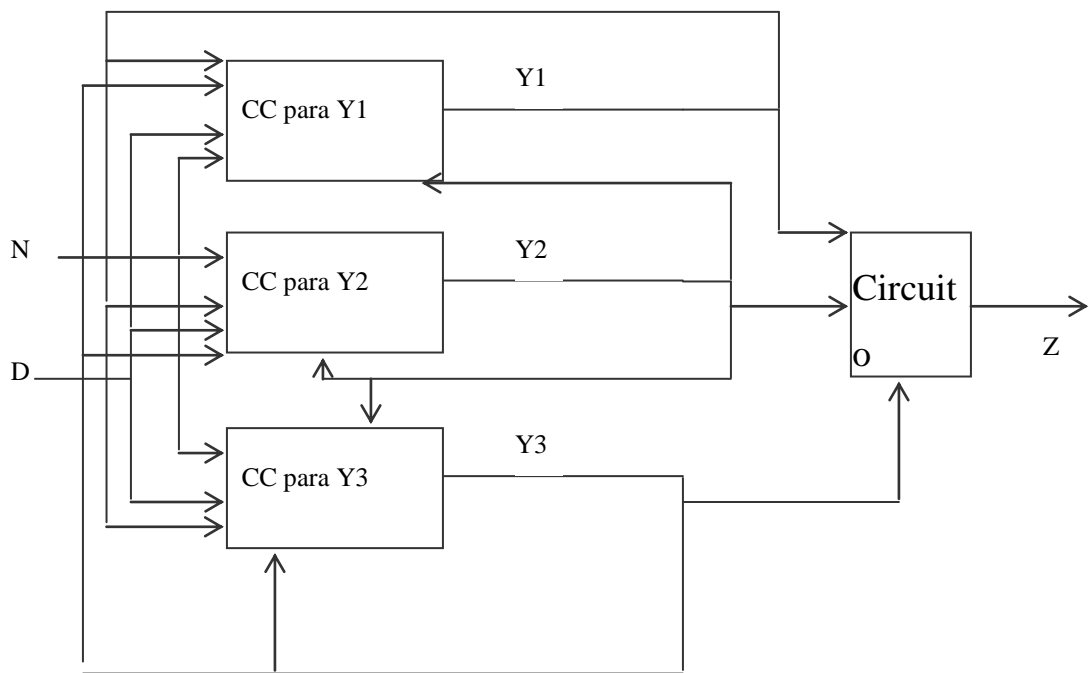 Y1
CC para Y1
N
Y2
CC para Y2
Circuit
o
Z
D
Y3
CC para Y3